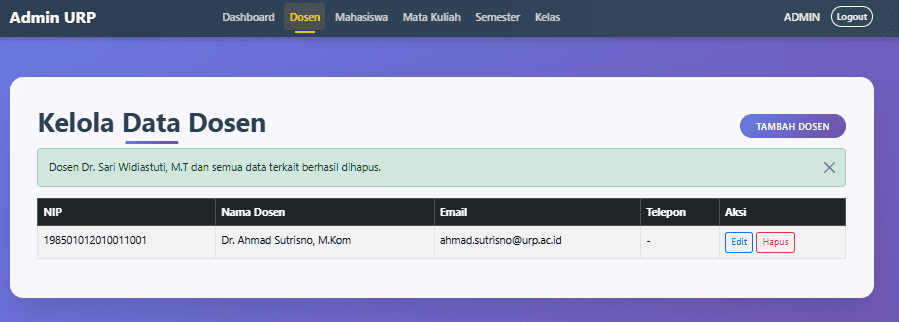 Admin URP Dashboard Dosen Mahasiswa Mata Kuliah Semester Kelas ADMIN Logout
Kelola Data Dosen
TAMBAH DOSEN
Dosen Dr. Sari Widiastuti, M.T dan semua data terkait berhasil dihapus.
NIP Nama Dosen Email Telepon Aksi
198501012010011001 Dr. Ahmad Sutrisno, M.Kom ahmad.sutrisno@urp.ac.id - Edit Hapus